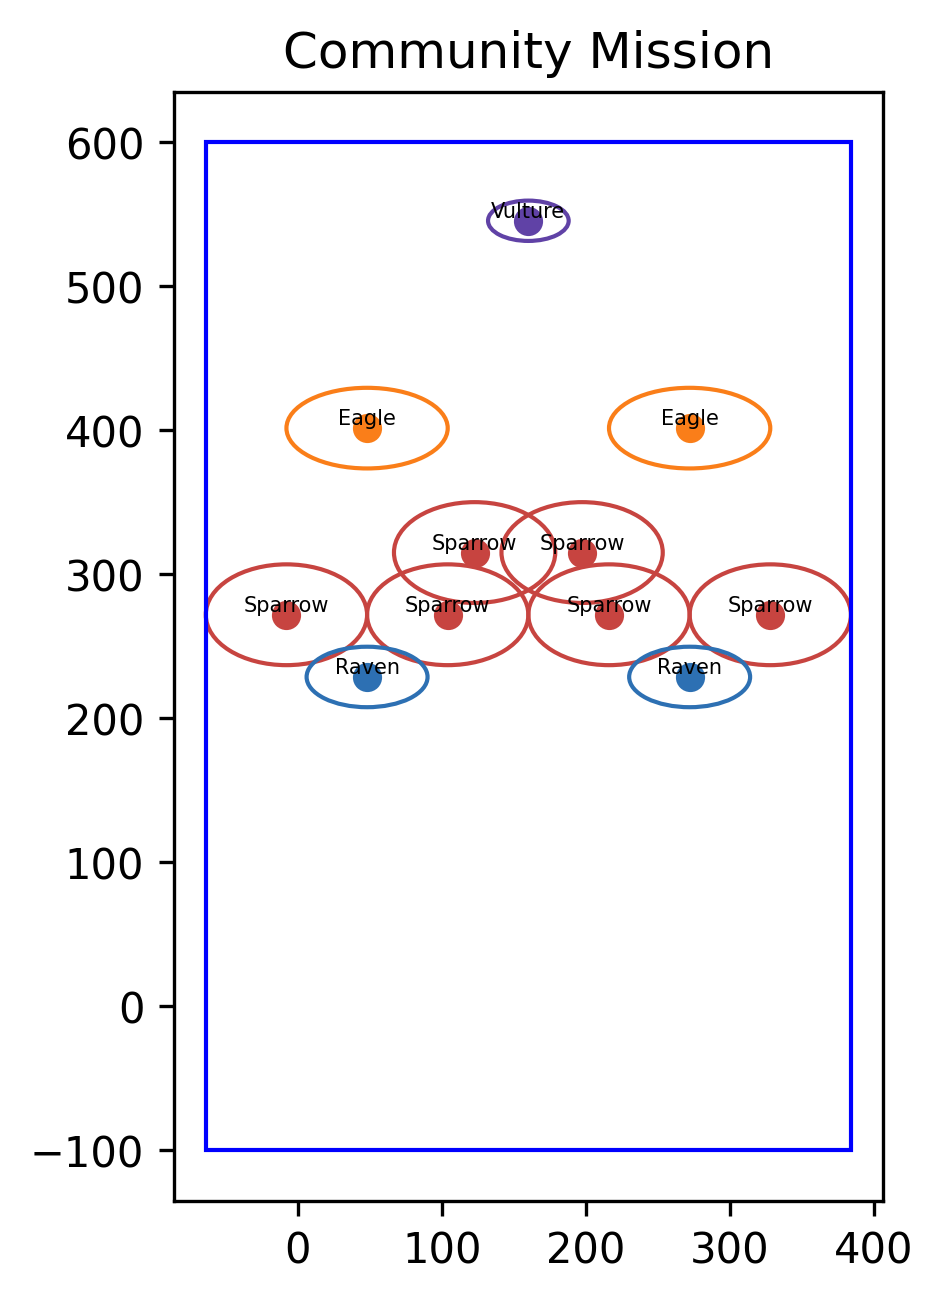 Community Mission
600
Vulture
500
400
Eagle Eagle
Sparrow Sparrow
300
Sparrow Sparrow Sparrow Sparrow
Raven Raven
200
100
0
−100
0 100 200 300 400